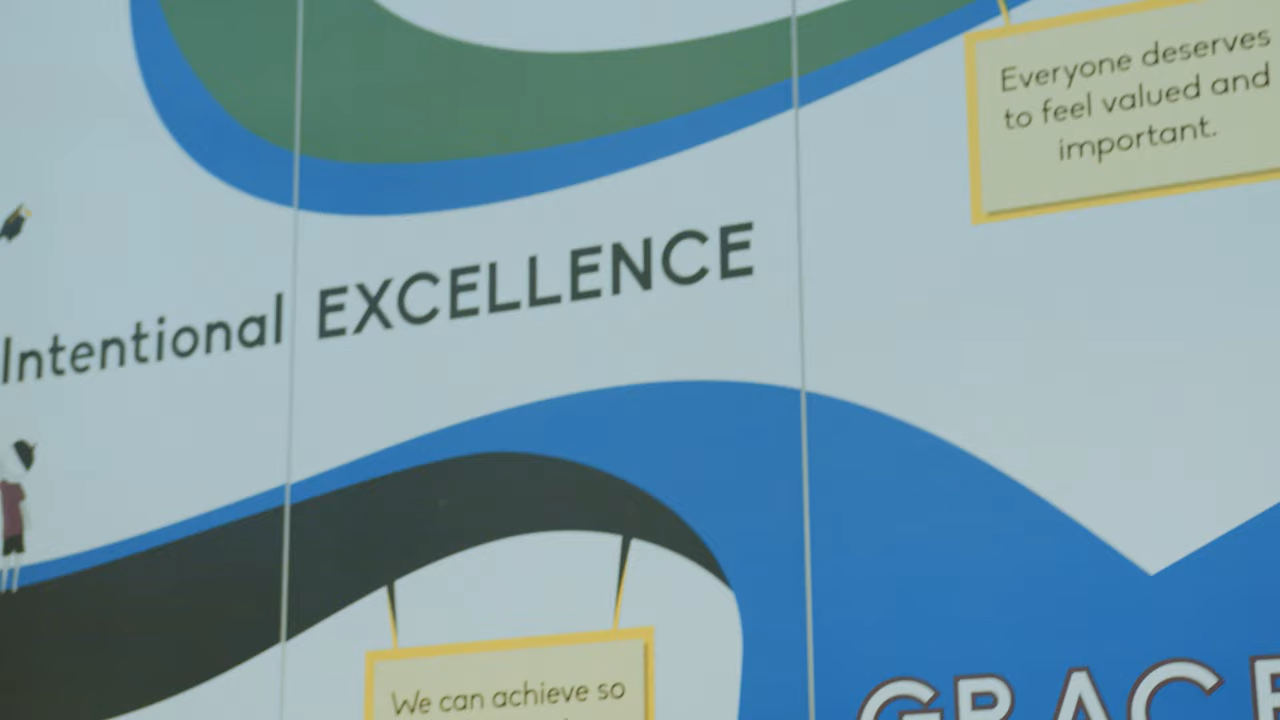 Everyone deserves
to feel valued and
important.
Intentional EXCELLENCE
We can achieve so
GRACE